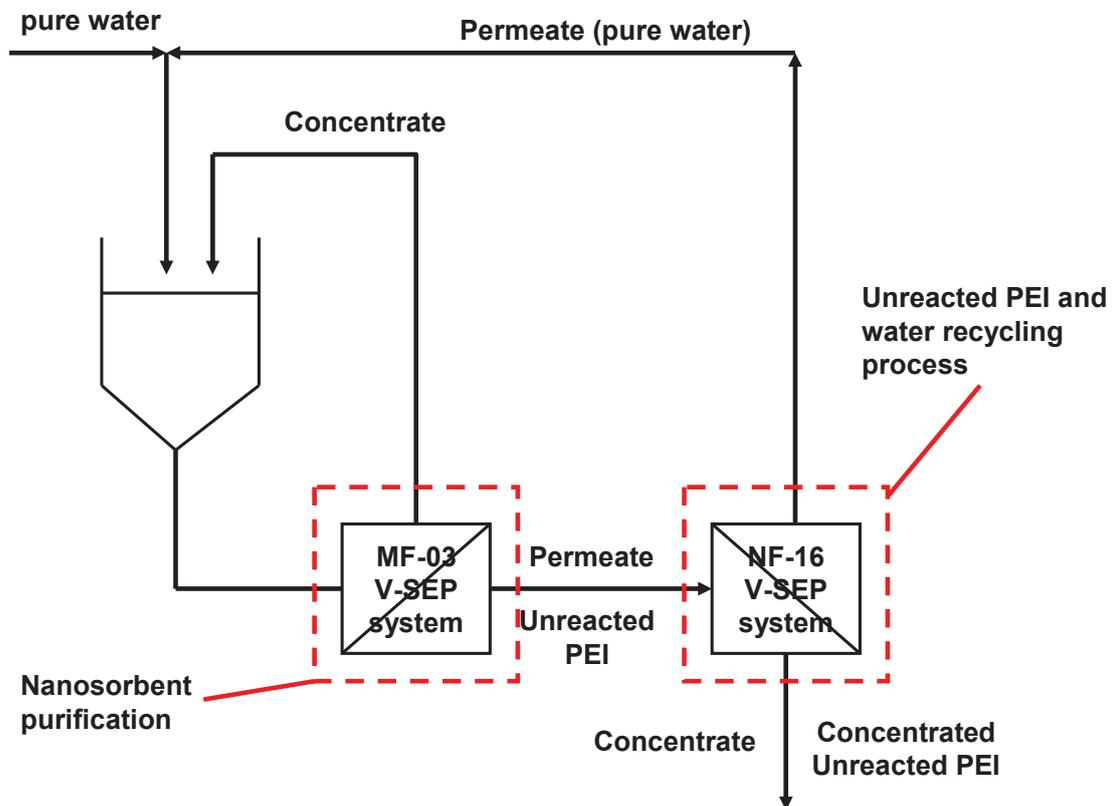 pure water
Permeate (pure water)
Concentrate
Unreacted PEI and
water recycling
process
MF-03
V-SEP
system
Permeate
Unreacted
PEI
NF-16
V-SEP
system
Nanosorbent
purification
Concentrate
Concentrated
Unreacted PEI